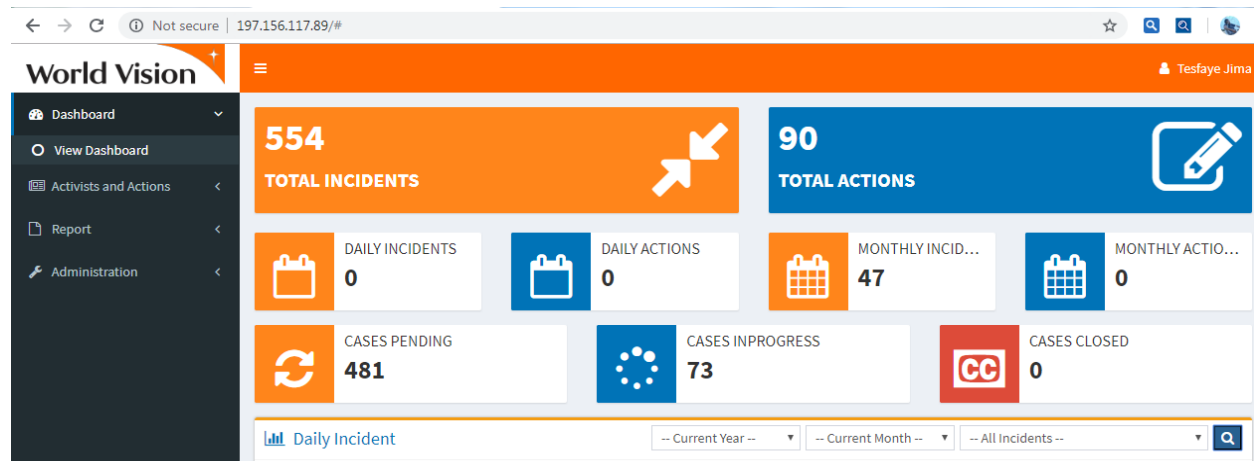 Not secure | 197.156.117.89/#
World Vision
Tesfaye Jima
Dashboard
View Dashboard
Activists and Actions
Report
Administration
554
TOTAL INCIDENTS
90
TOTAL ACTIONS
DAILY INCIDENTS
0
DAILY ACTIONS
0
MONTHLY INCID...
47
MONTHLY ACTIO...
0
CASES PENDING
481
CASES INPROGRESS
73
CC
CASES CLOSED
0
Daily Incident
-- Current Year --
-- Current Month --
-- All Incidents --